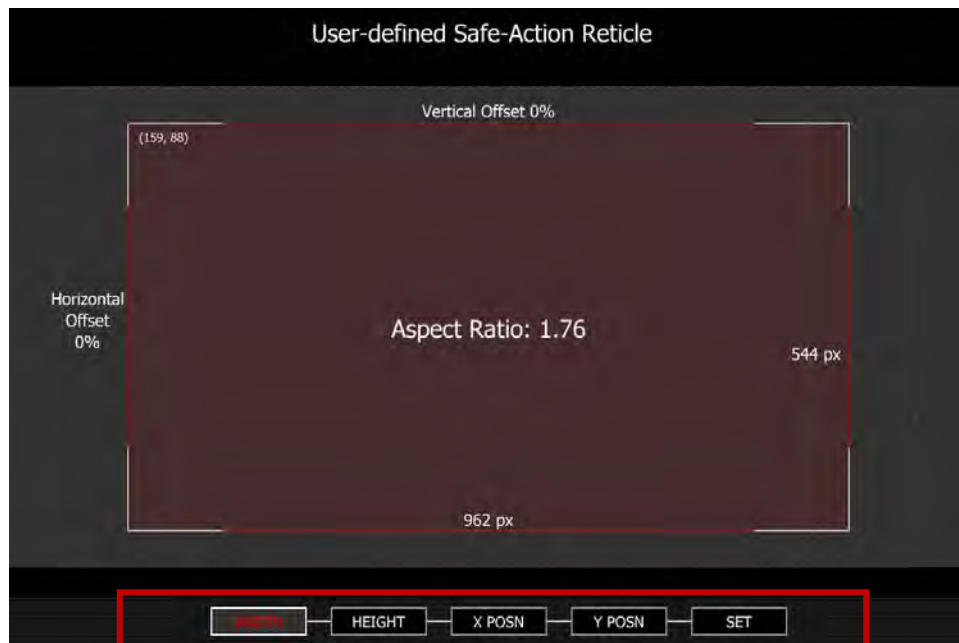 User-defined Safe-Action Reticle
Vertical Offset 0%
(159, 88)
Horizontal
Offset
0%
Aspect Ratio: 1.76
544 px
962 px
WIDTH HEIGHT X POSN Y POSN SET